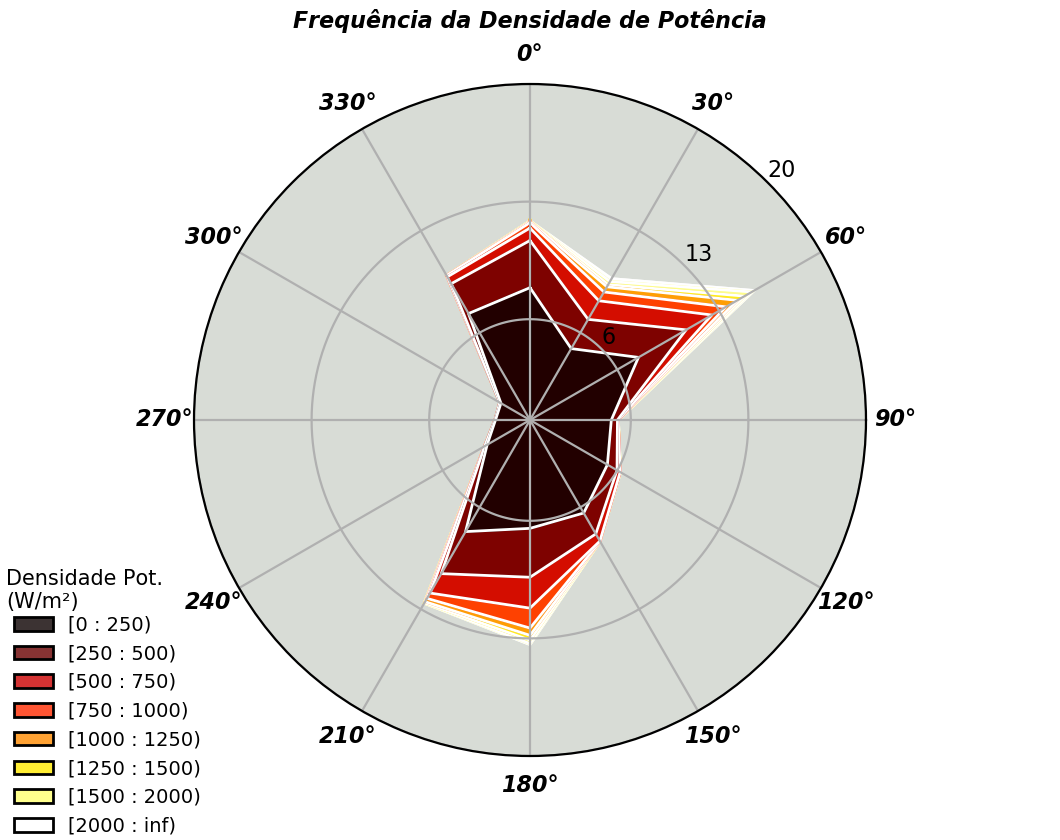 Frequência da Densidade de Potência
0°
330°
30°
20
300°
60°
13
6
270°
90°
240°
120°
210°
150°
180°
Densidade Pot.
(W/m²)
[0 : 250)
[250 : 500)
[500 : 750)
[750 : 1000)
[1000 : 1250)
[1250 : 1500)
[1500 : 2000)
[2000 : inf)